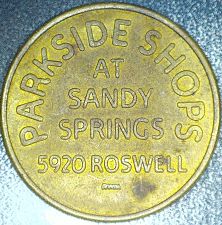 PARKSIDE SHOPS
AT
SANDY
SPRINGS
5920 ROSWELL